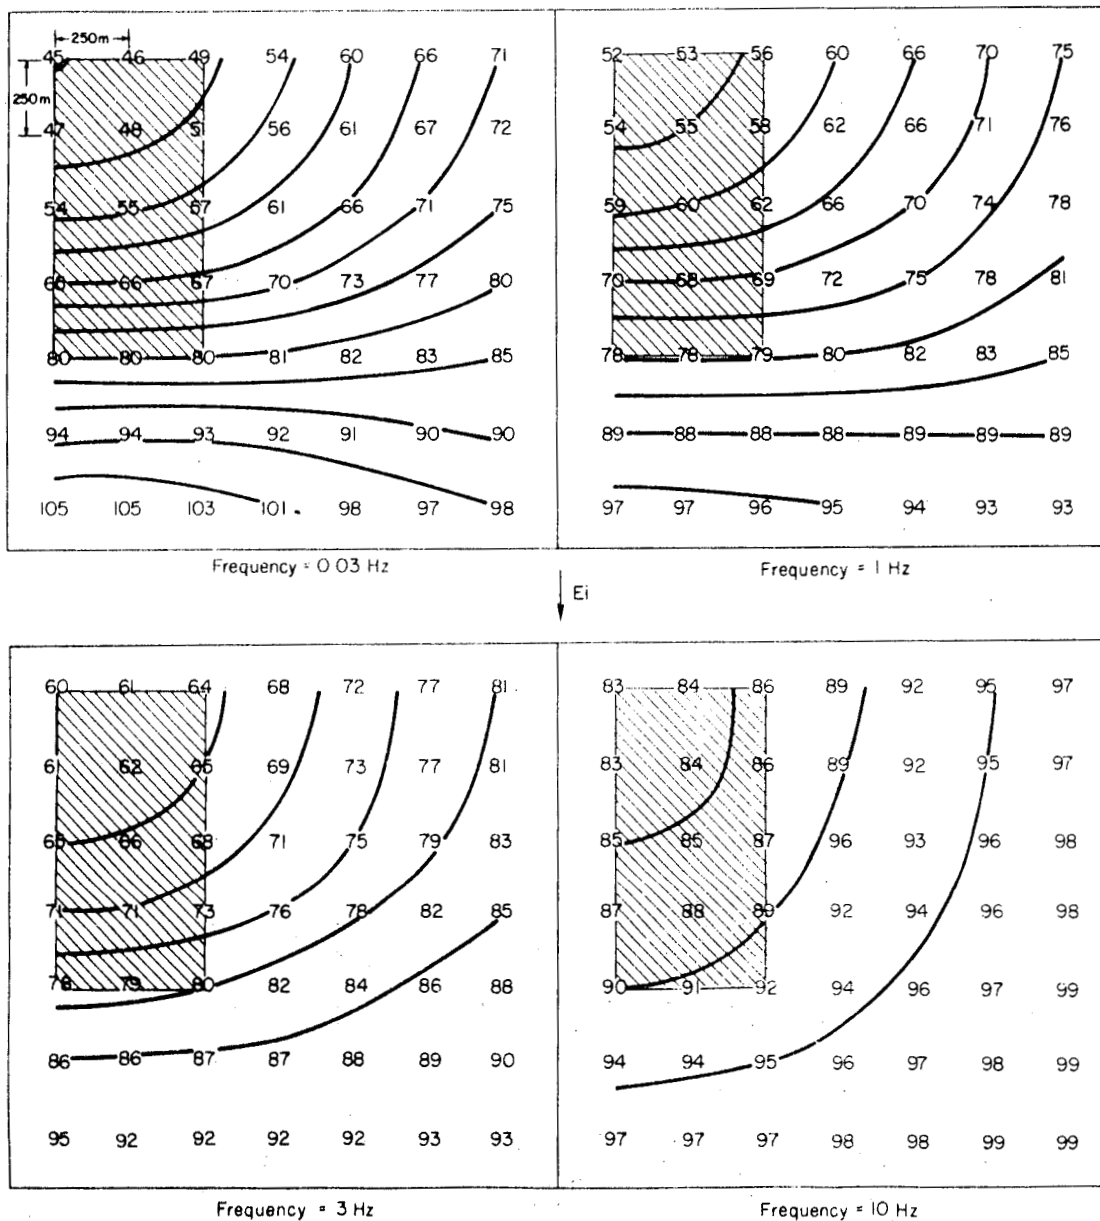 250m
45 46 49 54 60 66 71
250m
47 48 51 56 61 67 72
54 55 57 61 66 71 75
66 67 70 73 77 80
80 80 80 81 82 83 85
94 94 93 92 91 90 90
105 105 103 101 98 97 98
Frequency = 0.03 Hz
52 53 56 60 66 70 75
54 55 58 62 66 71 76
59 60 62 66 70 74 78
70 68 69 72 75 78 81
78 78 79 80 82 83 85
89 88 88 88 89 89 89
97 97 96 95 94 93 93
Frequency = 1 Hz
Ei
60 61 64 68 72 77 81
61 62 65 69 73 77 81
65 66 68 71 75 79 83
71 71 73 76 78 82 85
78 79 80 82 84 86 88
86 86 87 87 88 89 90
95 92 92 92 92 93 93
Frequency = 3 Hz
83 84 86 89 92 95 97
83 84 86 89 92 95 97
85 85 87 96 93 96 98
87 88 89 92 94 96 98
90 91 92 94 96 97 99
94 94 95 96 97 98 99
97 97 97 98 98 99 99
Frequency = 10 Hz